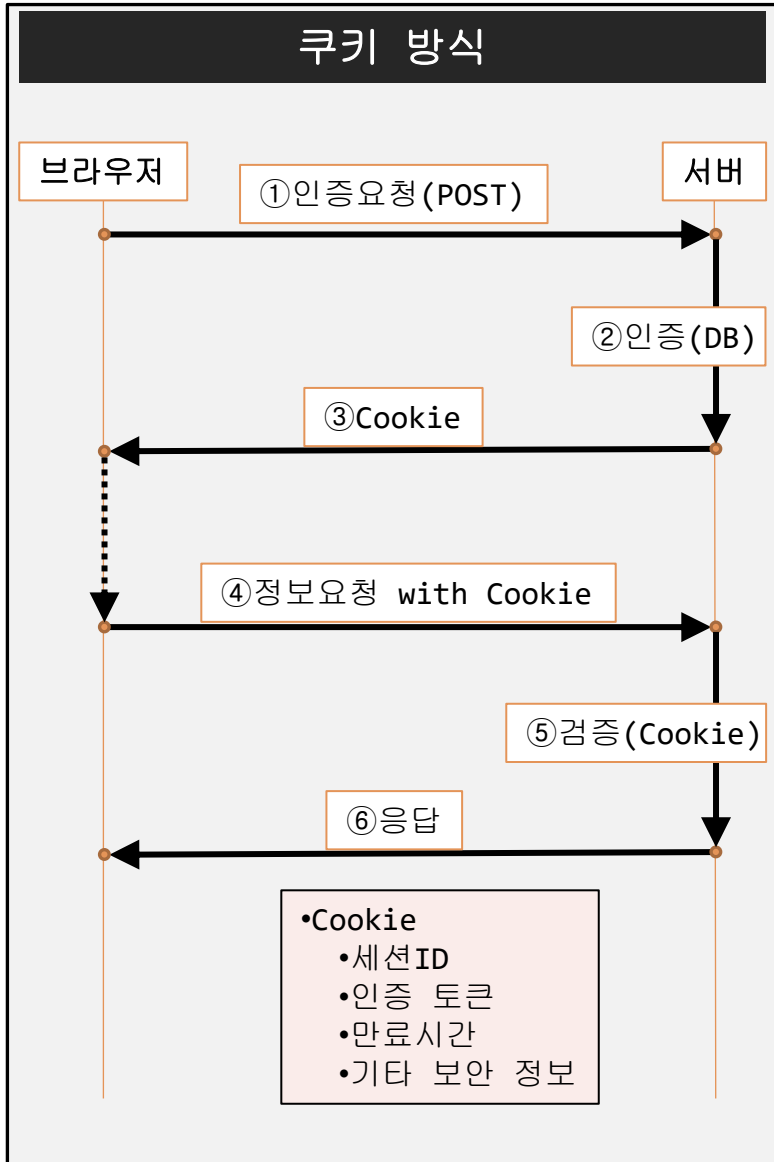 쿠키 방식
브라우저
서버
①인증요청(POST)
②인증(DB)
③Cookie
④정보요청 with Cookie
⑤검증(Cookie)
⑥응답
•Cookie
•세션ID
•인증 토큰
•만료시간
•기타 보안 정보